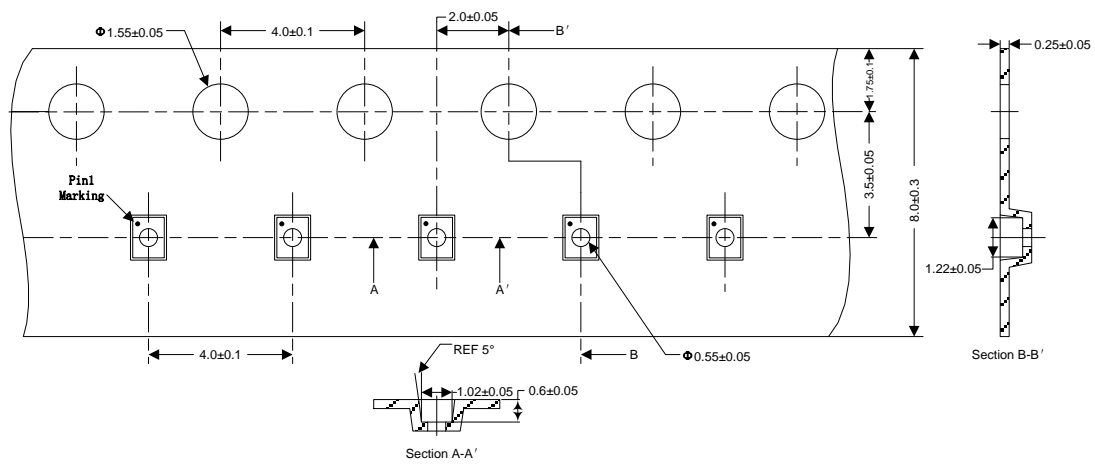 2.0±0.05
Φ1.55±0.05
4.0±0.1
B'
0.25±0.05
1.75±0.1
3.5±0.05
8.0±0.3
Pin1
Marking
1.22±0.05
A
A'
4.0±0.1
REF 5°
B
Φ0.55±0.05
Section B-B'
1.02±0.05
0.6±0.05
Section A-A'